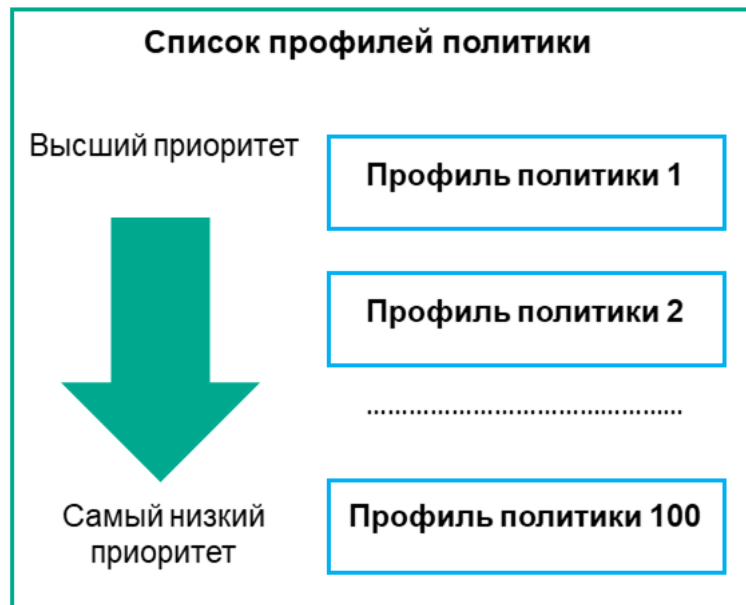 Список профилей политики
Высший приоритет
Профиль политики 1
Профиль политики 2
................................................
Самый низкий
приоритет
Профиль политики 100